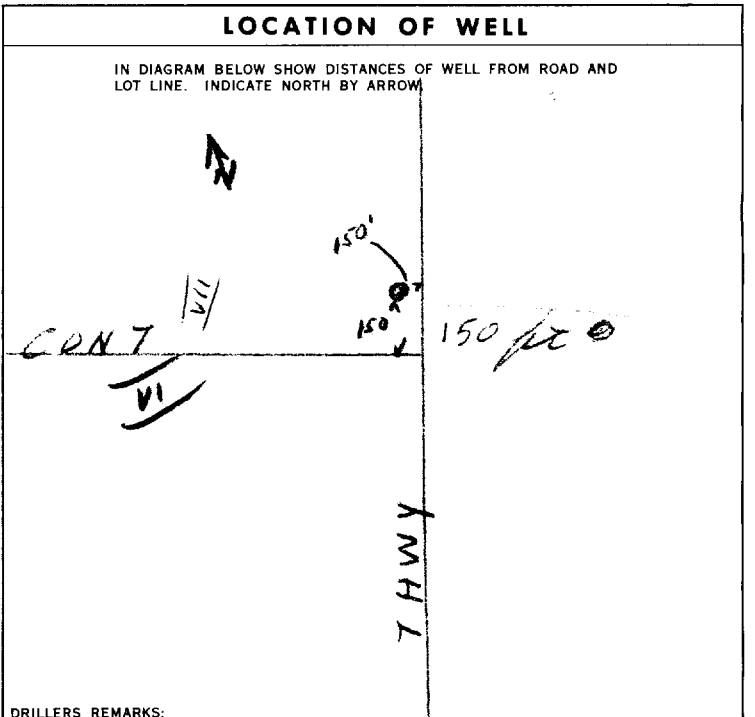 LOCATION OF WELL
IN DIAGRAM BELOW SHOW DISTANCES OF WELL FROM ROAD AND
LOT LINE. INDICATE NORTH BY ARROW
N
150'
VII
150
CON 7
150
VI
7 HWY
DRILLERS REMARKS: